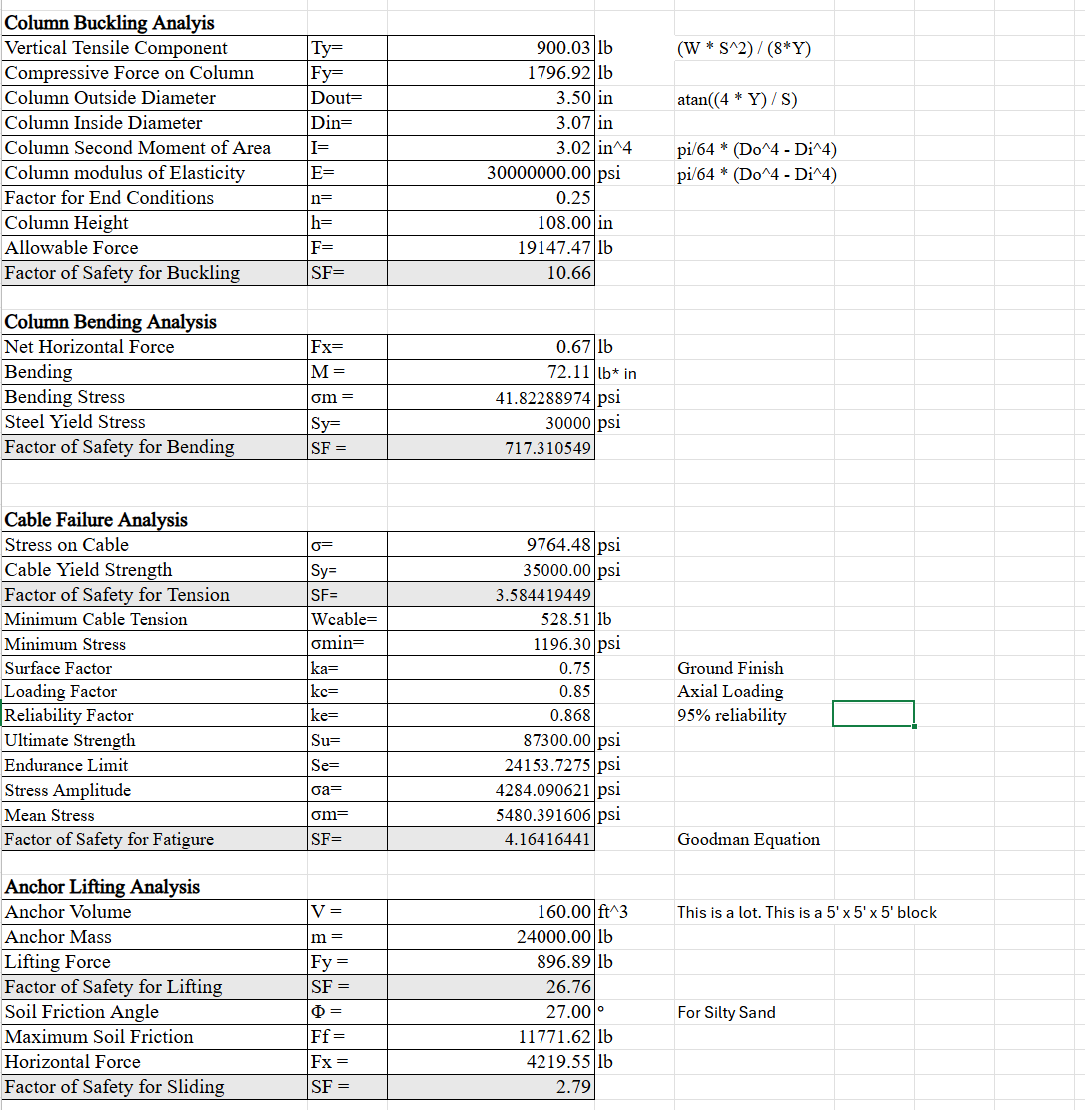 Column Buckling Analyis
Vertical Tensile Component Ty= 900.03 lb (W * S^2) / (8*Y)
Compressive Force on Column Fy= 1796.92 lb
Column Outside Diameter Dout= 3.50 in atan((4 * Y) / S)
Column Inside Diameter Din= 3.07 in
Column Second Moment of Area I= 3.02 in^4 pi/64 * (Do^4 - Di^4)
Column modulus of Elasticity E= 30000000.00 psi pi/64 * (Do^4 - Di^4)
Factor for End Conditions n= 0.25
Column Height h= 108.00 in
Allowable Force F= 19147.47 lb
Factor of Safety for Buckling SF= 10.66
Column Bending Analysis
Net Horizontal Force Fx= 0.67 lb
Bending M = 72.11 lb* in
Bending Stress σm = 41.82288974 psi
Steel Yield Stress Sy= 30000 psi
Factor of Safety for Bending SF = 717.310549
Cable Failure Analysis
Stress on Cable σ= 9764.48 psi
Cable Yield Strength Sy= 35000.00 psi
Factor of Safety for Tension SF= 3.584419449
Minimum Cable Tension Wcable= 528.51 lb
Minimum Stress σmin= 1196.30 psi
Surface Factor ka= 0.75 Ground Finish
Loading Factor kc= 0.85 Axial Loading
Reliability Factor ke= 0.868 95% reliability
Ultimate Strength Su= 87300.00 psi
Endurance Limit Se= 24153.7275 psi
Stress Amplitude σa= 4284.090621 psi
Mean Stress σm= 5480.391606 psi
Factor of Safety for Fatigure SF= 4.16416441 Goodman Equation
Anchor Lifting Analysis
Anchor Volume V = 160.00 ft^3 This is a lot. This is a 5' x 5' x 5' block
Anchor Mass m = 24000.00 lb
Lifting Force Fy = 896.89 lb
Factor of Safety for Lifting SF = 26.76
Soil Friction Angle Φ = 27.00 ° For Silty Sand
Maximum Soil Friction Ff = 11771.62 lb
Horizontal Force Fx = 4219.55 lb
Factor of Safety for Sliding SF = 2.79